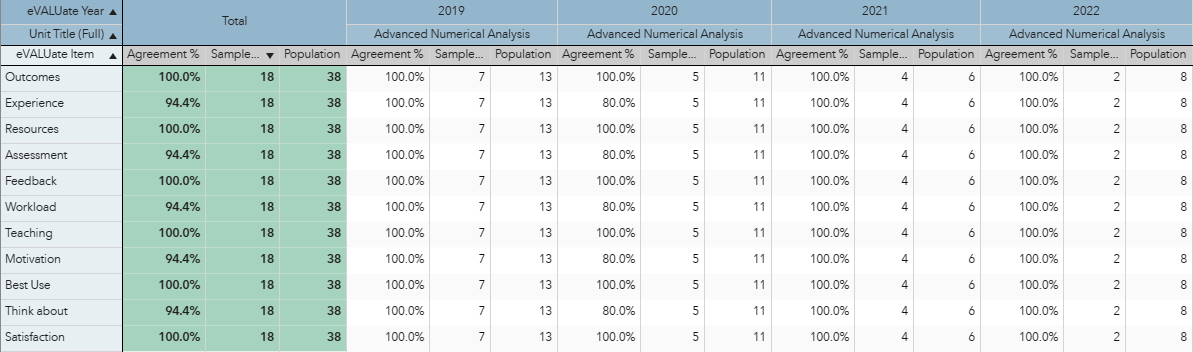 eVALUate Year ▲ Total 2019 2020 2021 2022
Unit Title (Full) ▲ Advanced Numerical Analysis Advanced Numerical Analysis Advanced Numerical Analysis Advanced Numerical Analysis
eVALUate Item ▲ Agreement % Sample... ▼ Population Agreement % Sample... Population Agreement % Sample... Population Agreement % Sample... Population Agreement % Sample... Population
Outcomes 100.0% 18 38 100.0% 7 13 100.0% 5 11 100.0% 4 6 100.0% 2 8
Experience 94.4% 18 38 100.0% 7 13 80.0% 5 11 100.0% 4 6 100.0% 2 8
Resources 100.0% 18 38 100.0% 7 13 100.0% 5 11 100.0% 4 6 100.0% 2 8
Assessment 94.4% 18 38 100.0% 7 13 80.0% 5 11 100.0% 4 6 100.0% 2 8
Feedback 100.0% 18 38 100.0% 7 13 100.0% 5 11 100.0% 4 6 100.0% 2 8
Workload 94.4% 18 38 100.0% 7 13 80.0% 5 11 100.0% 4 6 100.0% 2 8
Teaching 100.0% 18 38 100.0% 7 13 100.0% 5 11 100.0% 4 6 100.0% 2 8
Motivation 94.4% 18 38 100.0% 7 13 80.0% 5 11 100.0% 4 6 100.0% 2 8
Best Use 100.0% 18 38 100.0% 7 13 100.0% 5 11 100.0% 4 6 100.0% 2 8
Think about 94.4% 18 38 100.0% 7 13 80.0% 5 11 100.0% 4 6 100.0% 2 8
Satisfaction 100.0% 18 38 100.0% 7 13 100.0% 5 11 100.0% 4 6 100.0% 2 8